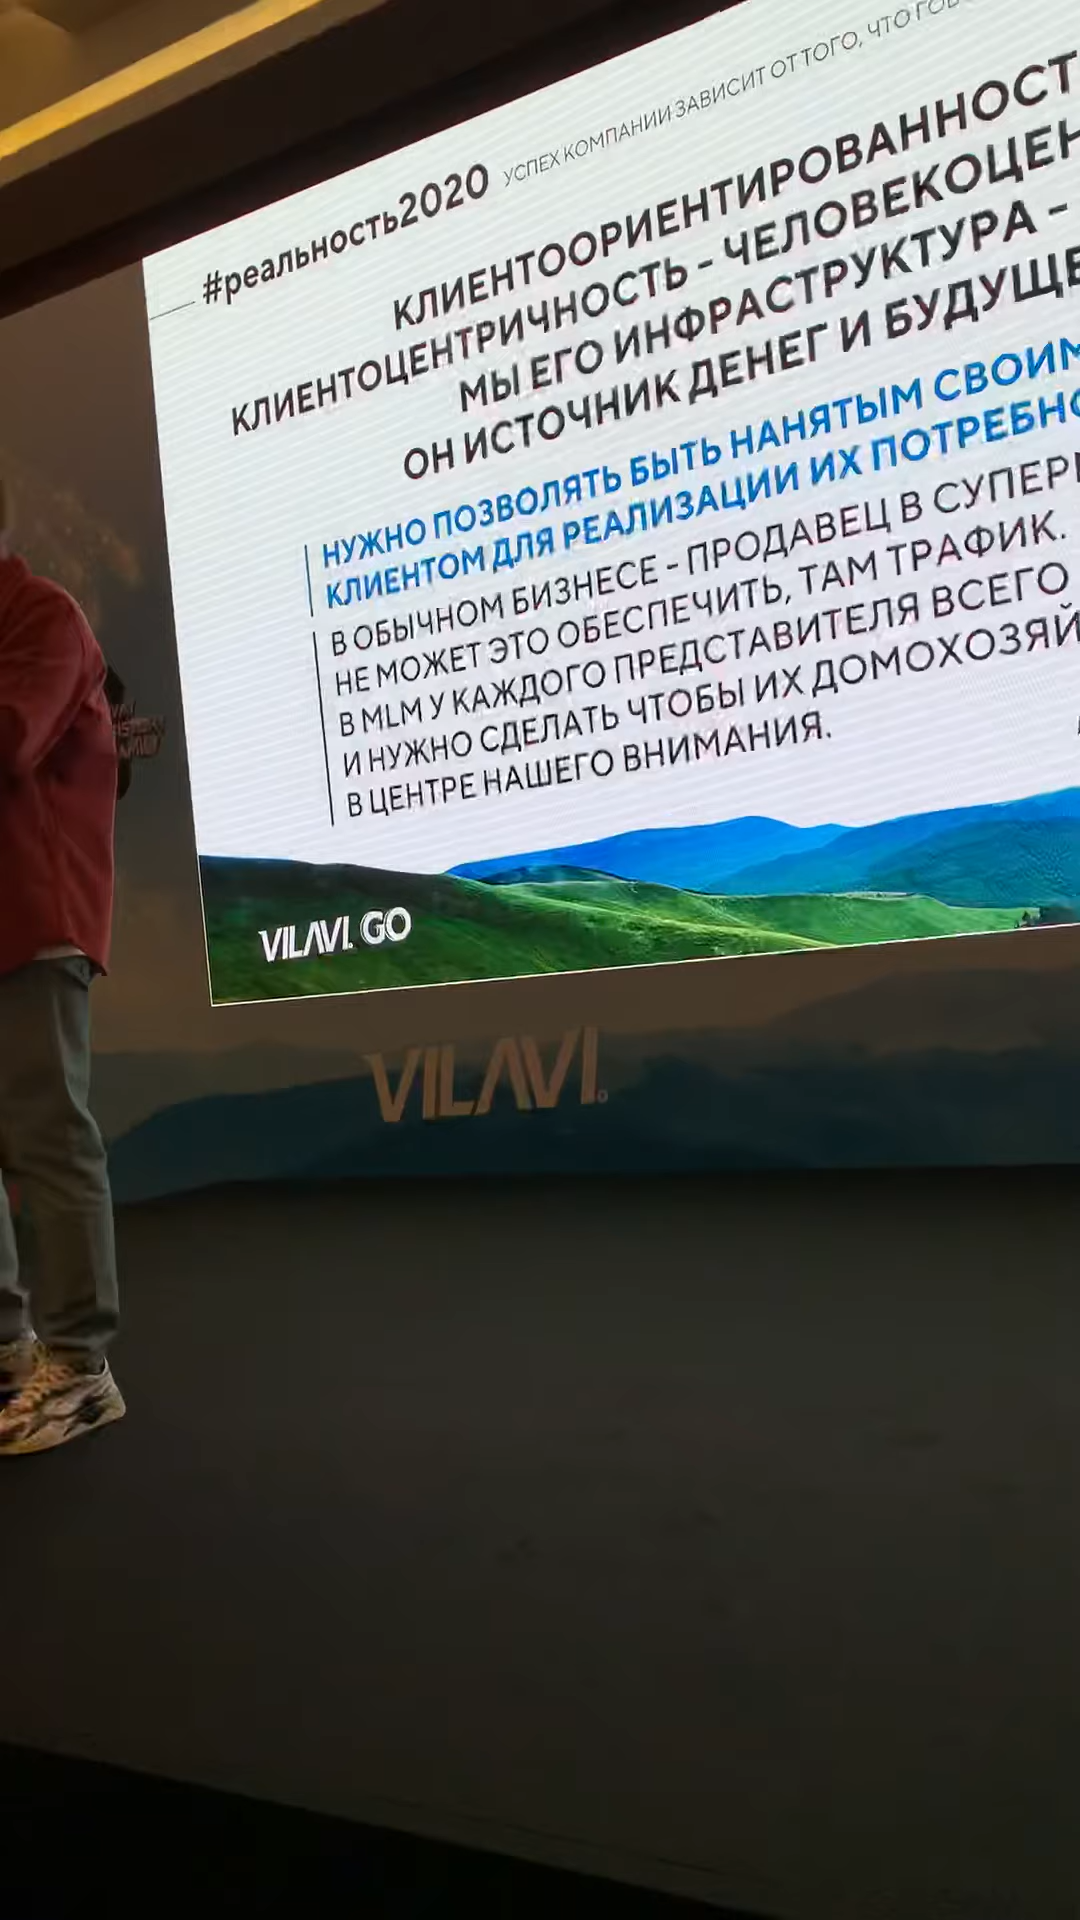 #реальность2020 УСПЕХ КОМПАНИИ ЗАВИСИТ ОТ ТОГО, ЧТО
КЛИЕНТООРИЕНТИРОВАННОСТ
КЛИЕНТОЦЕНТРИЧНОСТЬ - ЧЕЛОВЕКОЦЕН
МЫ ЕГО ИНФРАСТРУКТУРА -
ОН ИСТОЧНИК ДЕНЕГ И БУДУЩЕ
НУЖНО ПОЗВОЛЯТЬ БЫТЬ НАНЯТЫМ СВОИМ
КЛИЕНТОМ ДЛЯ РЕАЛИЗАЦИИ ИХ ПОТРЕБНО
В ОБЫЧНОМ БИЗНЕСЕ - ПРОДАВЕЦ В СУПЕРМ
НЕ МОЖЕТ ЭТО ОБЕСПЕЧИТЬ, ТАМ ТРАФИК.
В MLM У КАЖДОГО ПРЕДСТАВИТЕЛЯ ВСЕГО
И НУЖНО СДЕЛАТЬ ЧТОБЫ ИХ ДОМОХОЗЯЙ
В ЦЕНТРЕ НАШЕГО ВНИМАНИЯ.
VILAVI. GO
VILAVI.